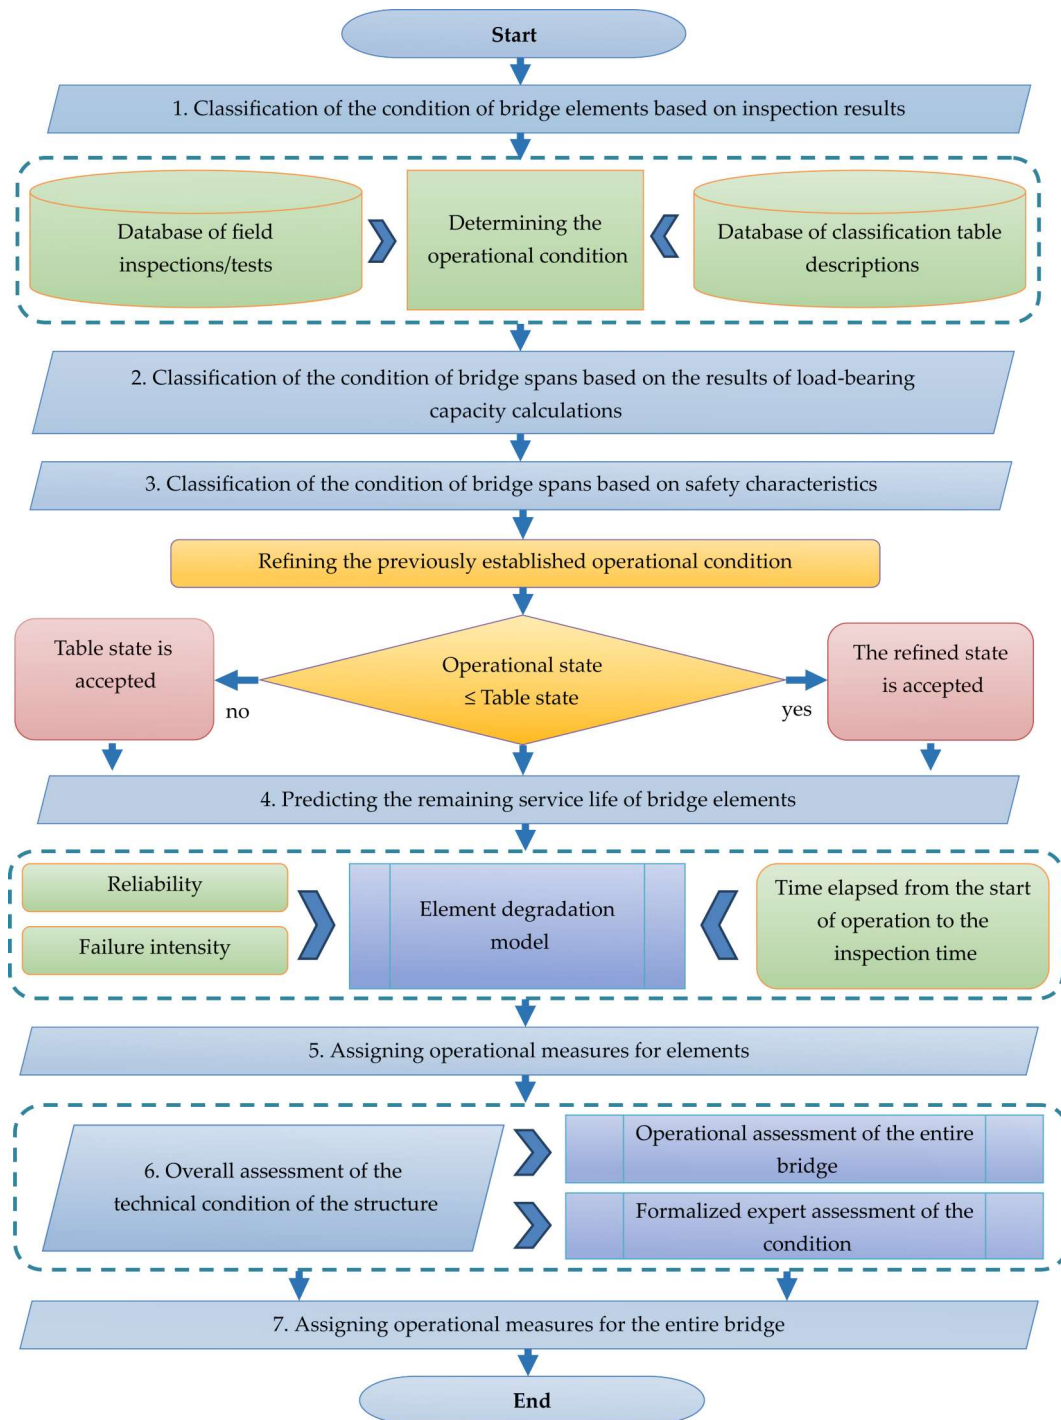 Start
1. Classification of the condition of bridge elements based on inspection results
Database of field
inspections/tests
Determining the
operational condition
Database of classification table
descriptions
2. Classification of the condition of bridge spans based on the results of load-bearing
capacity calculations
3. Classification of the condition of bridge spans based on safety characteristics
Refining the previously established operational condition
Table state is
accepted
no
Operational state
≤ Table state
yes
The refined state
is accepted
4. Predicting the remaining service life of bridge elements
Reliability
Failure intensity
Element degradation
model
Time elapsed from the start
of operation to the
inspection time
5. Assigning operational measures for elements
6. Overall assessment of the
technical condition of the structure
Operational assessment of the entire
bridge
Formalized expert assessment of the
condition
7. Assigning operational measures for the entire bridge
End